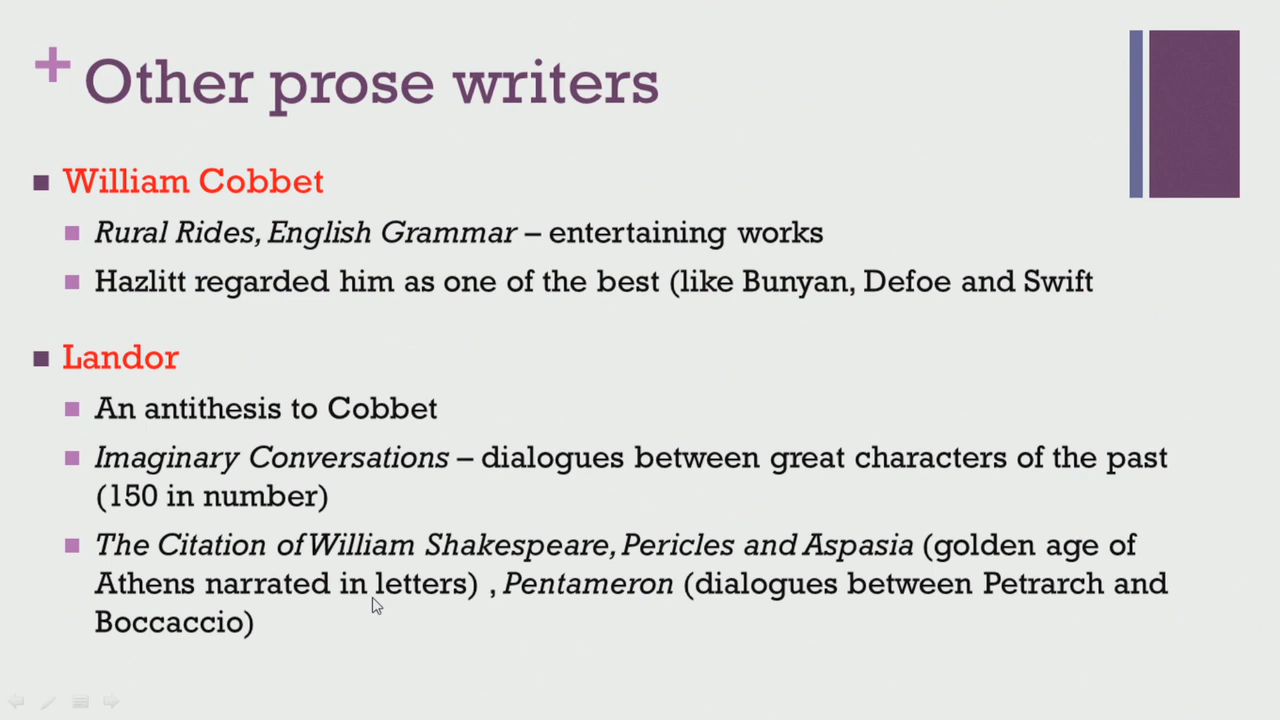 + Other prose writers
William Cobbet
Rural Rides, English Grammar – entertaining works
Hazlitt regarded him as one of the best (like Bunyan, Defoe and Swift
Landor
An antithesis to Cobbet
Imaginary Conversations – dialogues between great characters of the past
(150 in number)
The Citation of William Shakespeare, Pericles and Aspasia (golden age of
Athens narrated in letters) , Pentameron (dialogues between Petrarch and
Boccaccio)